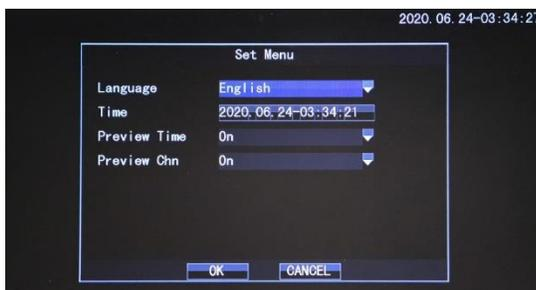 2020.06.24-03:34:27
Set Menu
Language English
Time 2020.06.24-03:34:21
Preview Time On
Preview Chn On
OK CANCEL